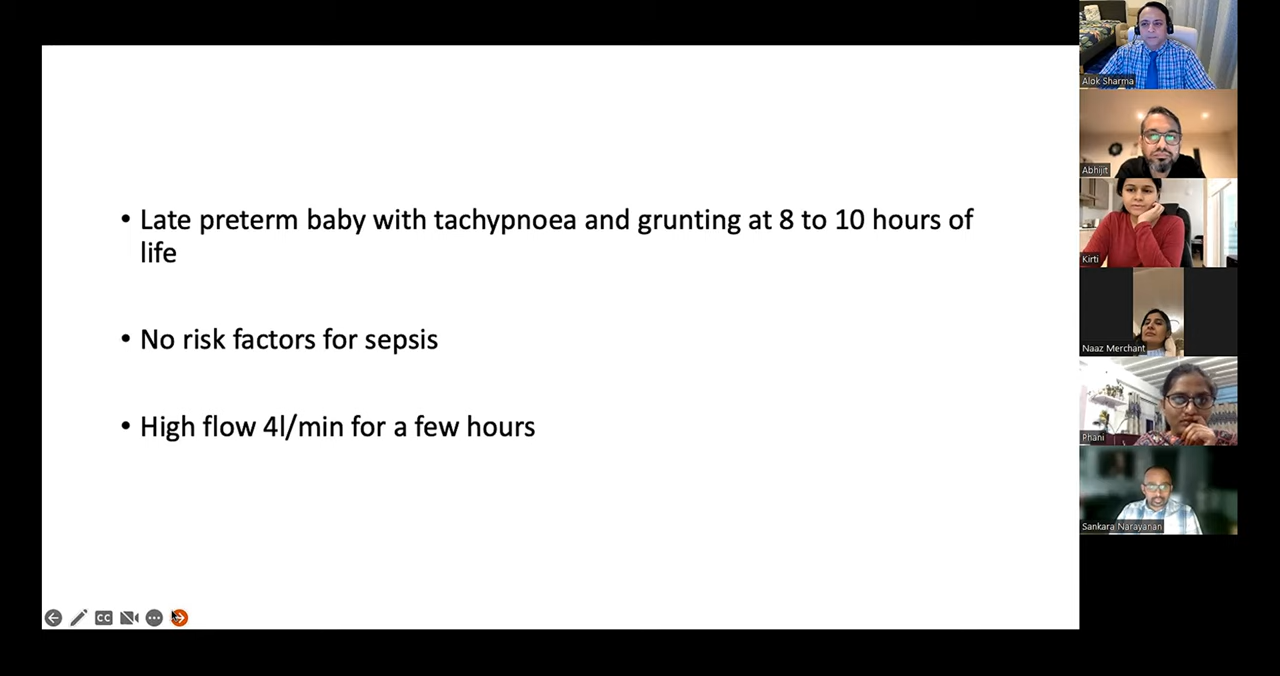 • Late preterm baby with tachypnoea and grunting at 8 to 10 hours of
life
• No risk factors for sepsis
• High flow 4l/min for a few hours
CC
Alok Sharma
Abhijit
Kirti
Naaz Merchant
Phani
Sankara Narayanan